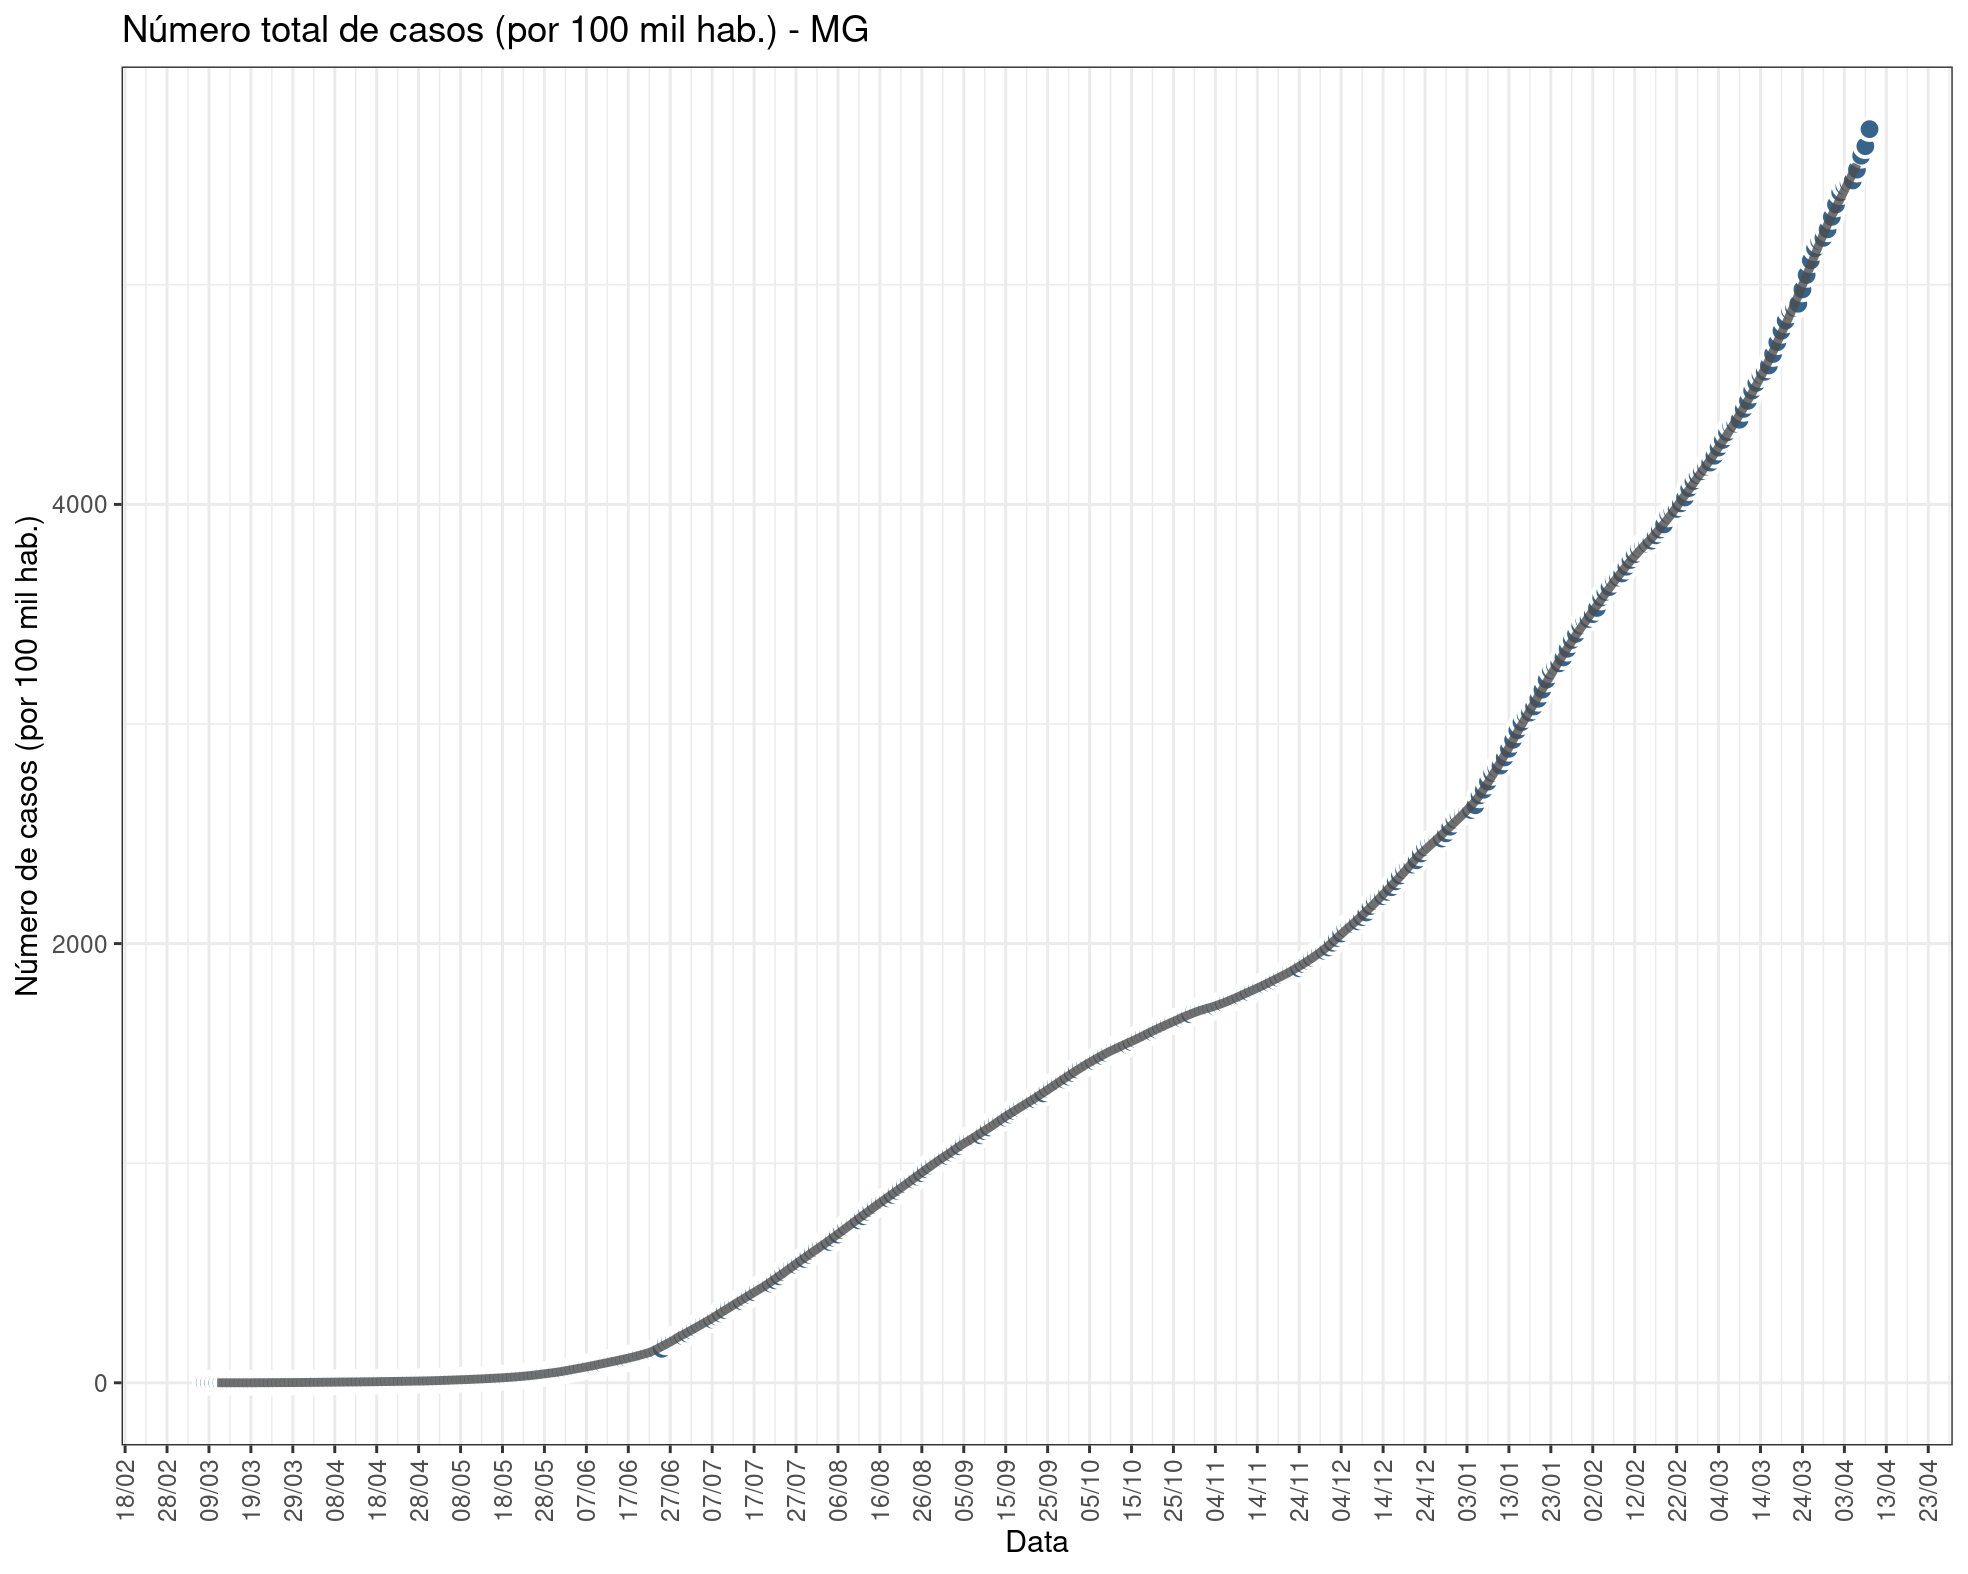 Número total de casos (por 100 mil hab.) - MG
Número de casos (por 100 mil hab.)
4000
2000
0
18/02 28/02 09/03 19/03 29/03 08/04 18/04 28/04 08/05 18/05 28/05 07/06 17/06 27/06 07/07 17/07 27/07 06/08 16/08 26/08 05/09 15/09 25/09 05/10 15/10 25/10 04/11 14/11 24/11 04/12 14/12 24/12 03/01 13/01 23/01 02/02 12/02 22/02 04/03 14/03 24/03 03/04 13/04 23/04
Data